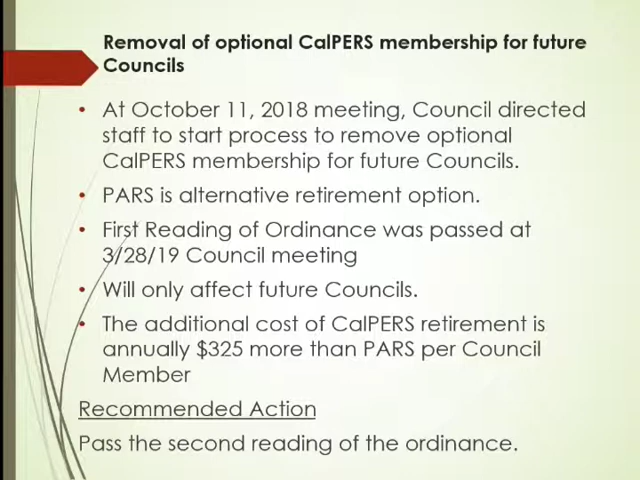 Removal of optional CalPERS membership for future
Councils
• At October 11, 2018 meeting, Council directed
staff to start process to remove optional
CalPERS membership for future Councils.
• PARS is alternative retirement option.
• First Reading of Ordinance was passed at
3/28/19 Council meeting
• Will only affect future Councils.
• The additional cost of CalPERS retirement is
annually $325 more than PARS per Council
Member
Recommended Action
Pass the second reading of the ordinance.